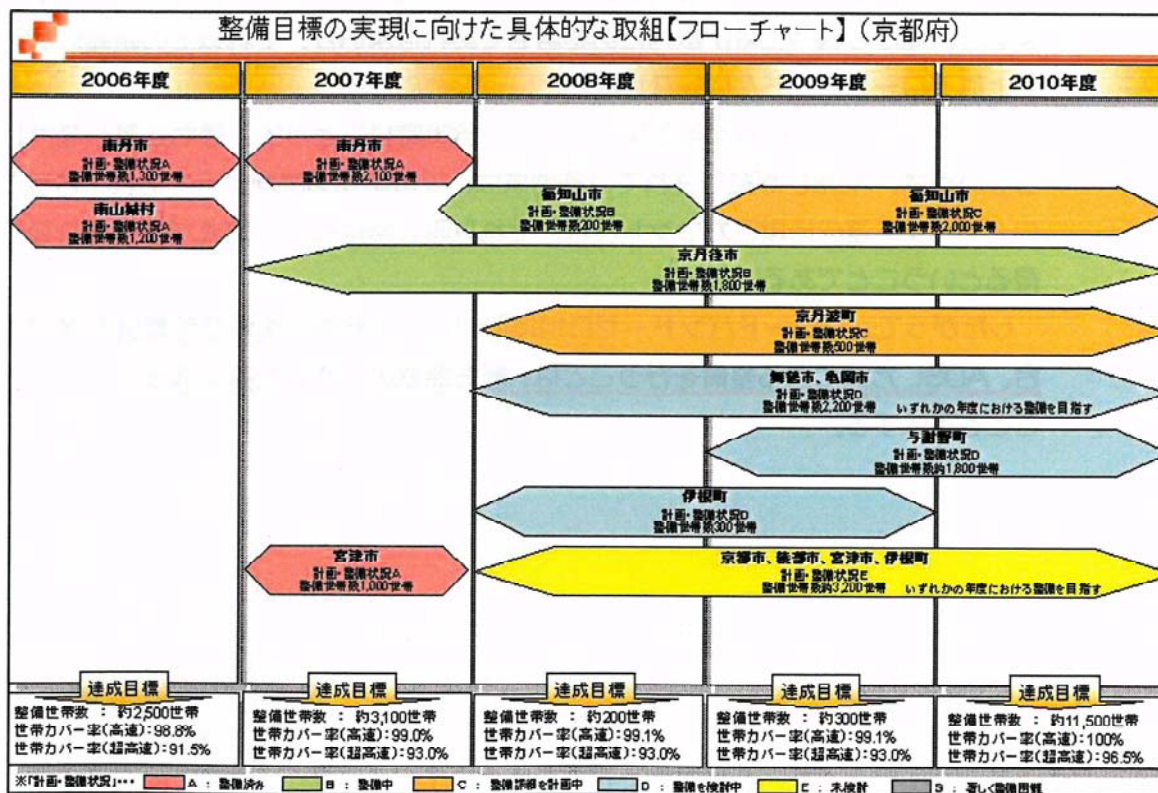 整備目標の実現に向けた具体的な取組【フローチャート】（京都府）
2006年度
2007年度
2008年度
2009年度
2010年度
南丹市
計画・整備状況A
整備世帯数1,300世帯
南丹市
計画・整備状況A
整備世帯数2,100世帯
南山城村
計画・整備状況A
整備世帯数1,200世帯
福知山市
計画・整備状況B
整備世帯数200世帯
福知山市
計画・整備状況C
整備世帯数2,000世帯
京丹後市
計画・整備状況B
整備世帯数1,800世帯
京丹波町
計画・整備状況C
整備世帯数500世帯
舞鶴市、亀岡市
計画・整備状況D
整備世帯数2,200世帯 いずれかの年度における整備を目指す
与謝野町
計画・整備状況D
整備世帯数約1,800世帯
伊根町
計画・整備状況D
整備世帯数300世帯
宮津市
計画・整備状況A
整備世帯数1,000世帯
京都市、綾部市、宮津市、伊根町
計画・整備状況E
整備世帯数約3,200世帯 いずれかの年度における整備を目指す
達成目標
整備世帯数：約2,500世帯
世帯カバー率(高速)：98.8%
世帯カバー率(超高速)：91.5%
達成目標
整備世帯数：約3,100世帯
世帯カバー率(高速)：99.0%
世帯カバー率(超高速)：93.0%
達成目標
整備世帯数：約200世帯
世帯カバー率(高速)：99.1%
世帯カバー率(超高速)：93.0%
達成目標
整備世帯数：約300世帯
世帯カバー率(高速)：99.1%
世帯カバー率(超高速)：93.0%
達成目標
整備世帯数：約11,500世帯
世帯カバー率(高速)：100%
世帯カバー率(超高速)：96.5%
※「計画・整備状況」… A：整備済み B：整備中 C：整備詳細を計画中 D：整備を検討中 E：未検討 著しく整備困難